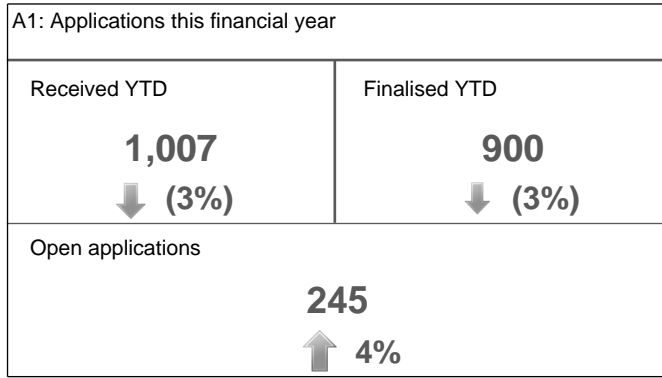 A1: Applications this financial year
Received YTD
1,007
(3%)
Finalised YTD
900
(3%)
Open applications
245
4%